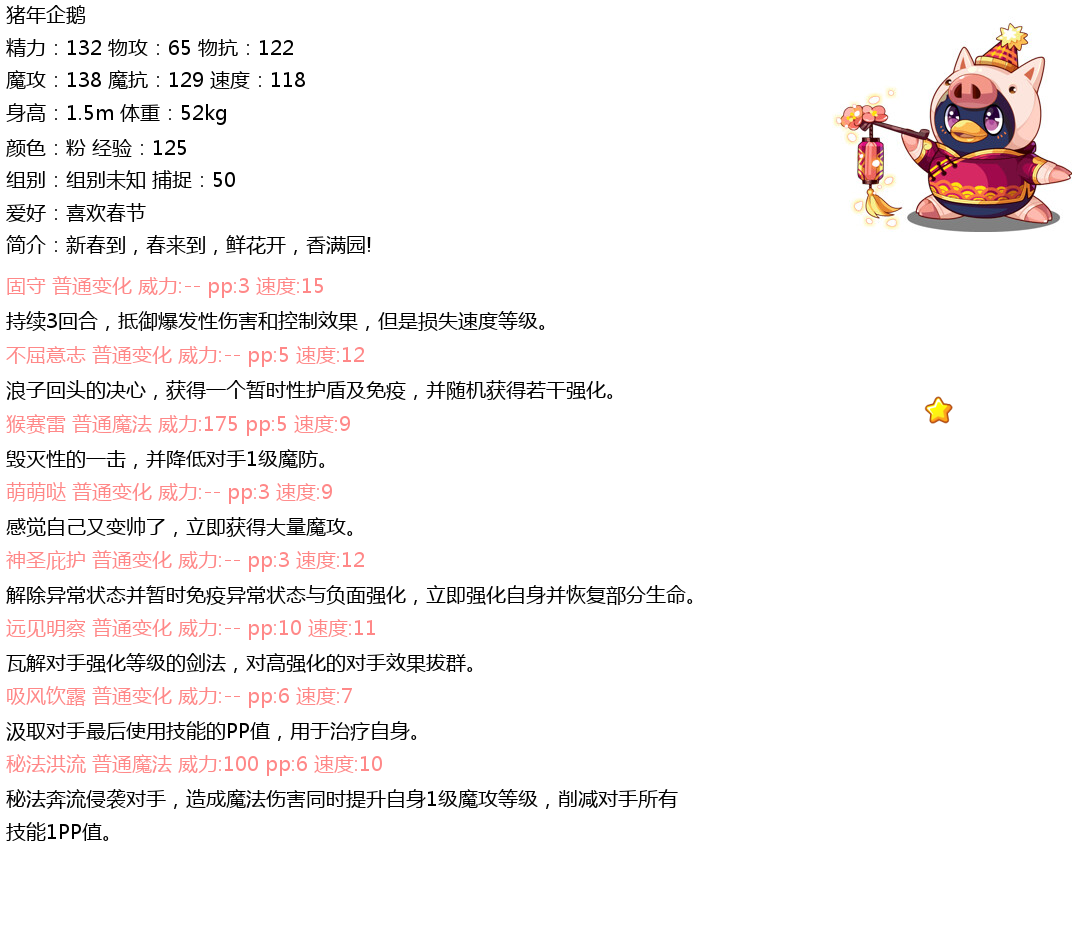 猪年企鹅
精力：132 物攻：65 物抗：122
魔攻：138 魔抗：129 速度：118
身高：1.5m 体重：52kg
颜色：粉 经验：125
组别：组别未知 捕捉：50
爱好：喜欢春节
简介：新春到，春来到，鲜花开，香满园!
固守 普通变化 威力:-- pp:3 速度:15
持续3回合，抵御爆发性伤害和控制效果，但是损失速度等级。
不屈意志 普通变化 威力:-- pp:5 速度:12
浪子回头的决心，获得一个暂时性护盾及免疫，并随机获得若干强化。
猴赛雷 普通魔法 威力:175 pp:5 速度:9
毁灭性的一击，并降低对手1级魔防。
萌萌哒 普通变化 威力:-- pp:3 速度:9
感觉自己又变帅了，立即获得大量魔攻。
神圣庇护 普通变化 威力:-- pp:3 速度:12
解除异常状态并暂时免疫异常状态与负面强化，立即强化自身并恢复部分生命。
远见明察 普通变化 威力:-- pp:10 速度:11
瓦解对手强化等级的剑法，对高强化的对手效果拔群。
吸风饮露 普通变化 威力:-- pp:6 速度:7
汲取对手最后使用技能的PP值，用于治疗自身。
秘法洪流 普通魔法 威力:100 pp:6 速度:10
秘法奔流侵袭对手，造成魔法伤害同时提升自身1级魔攻等级，削减对手所有
技能1PP值。